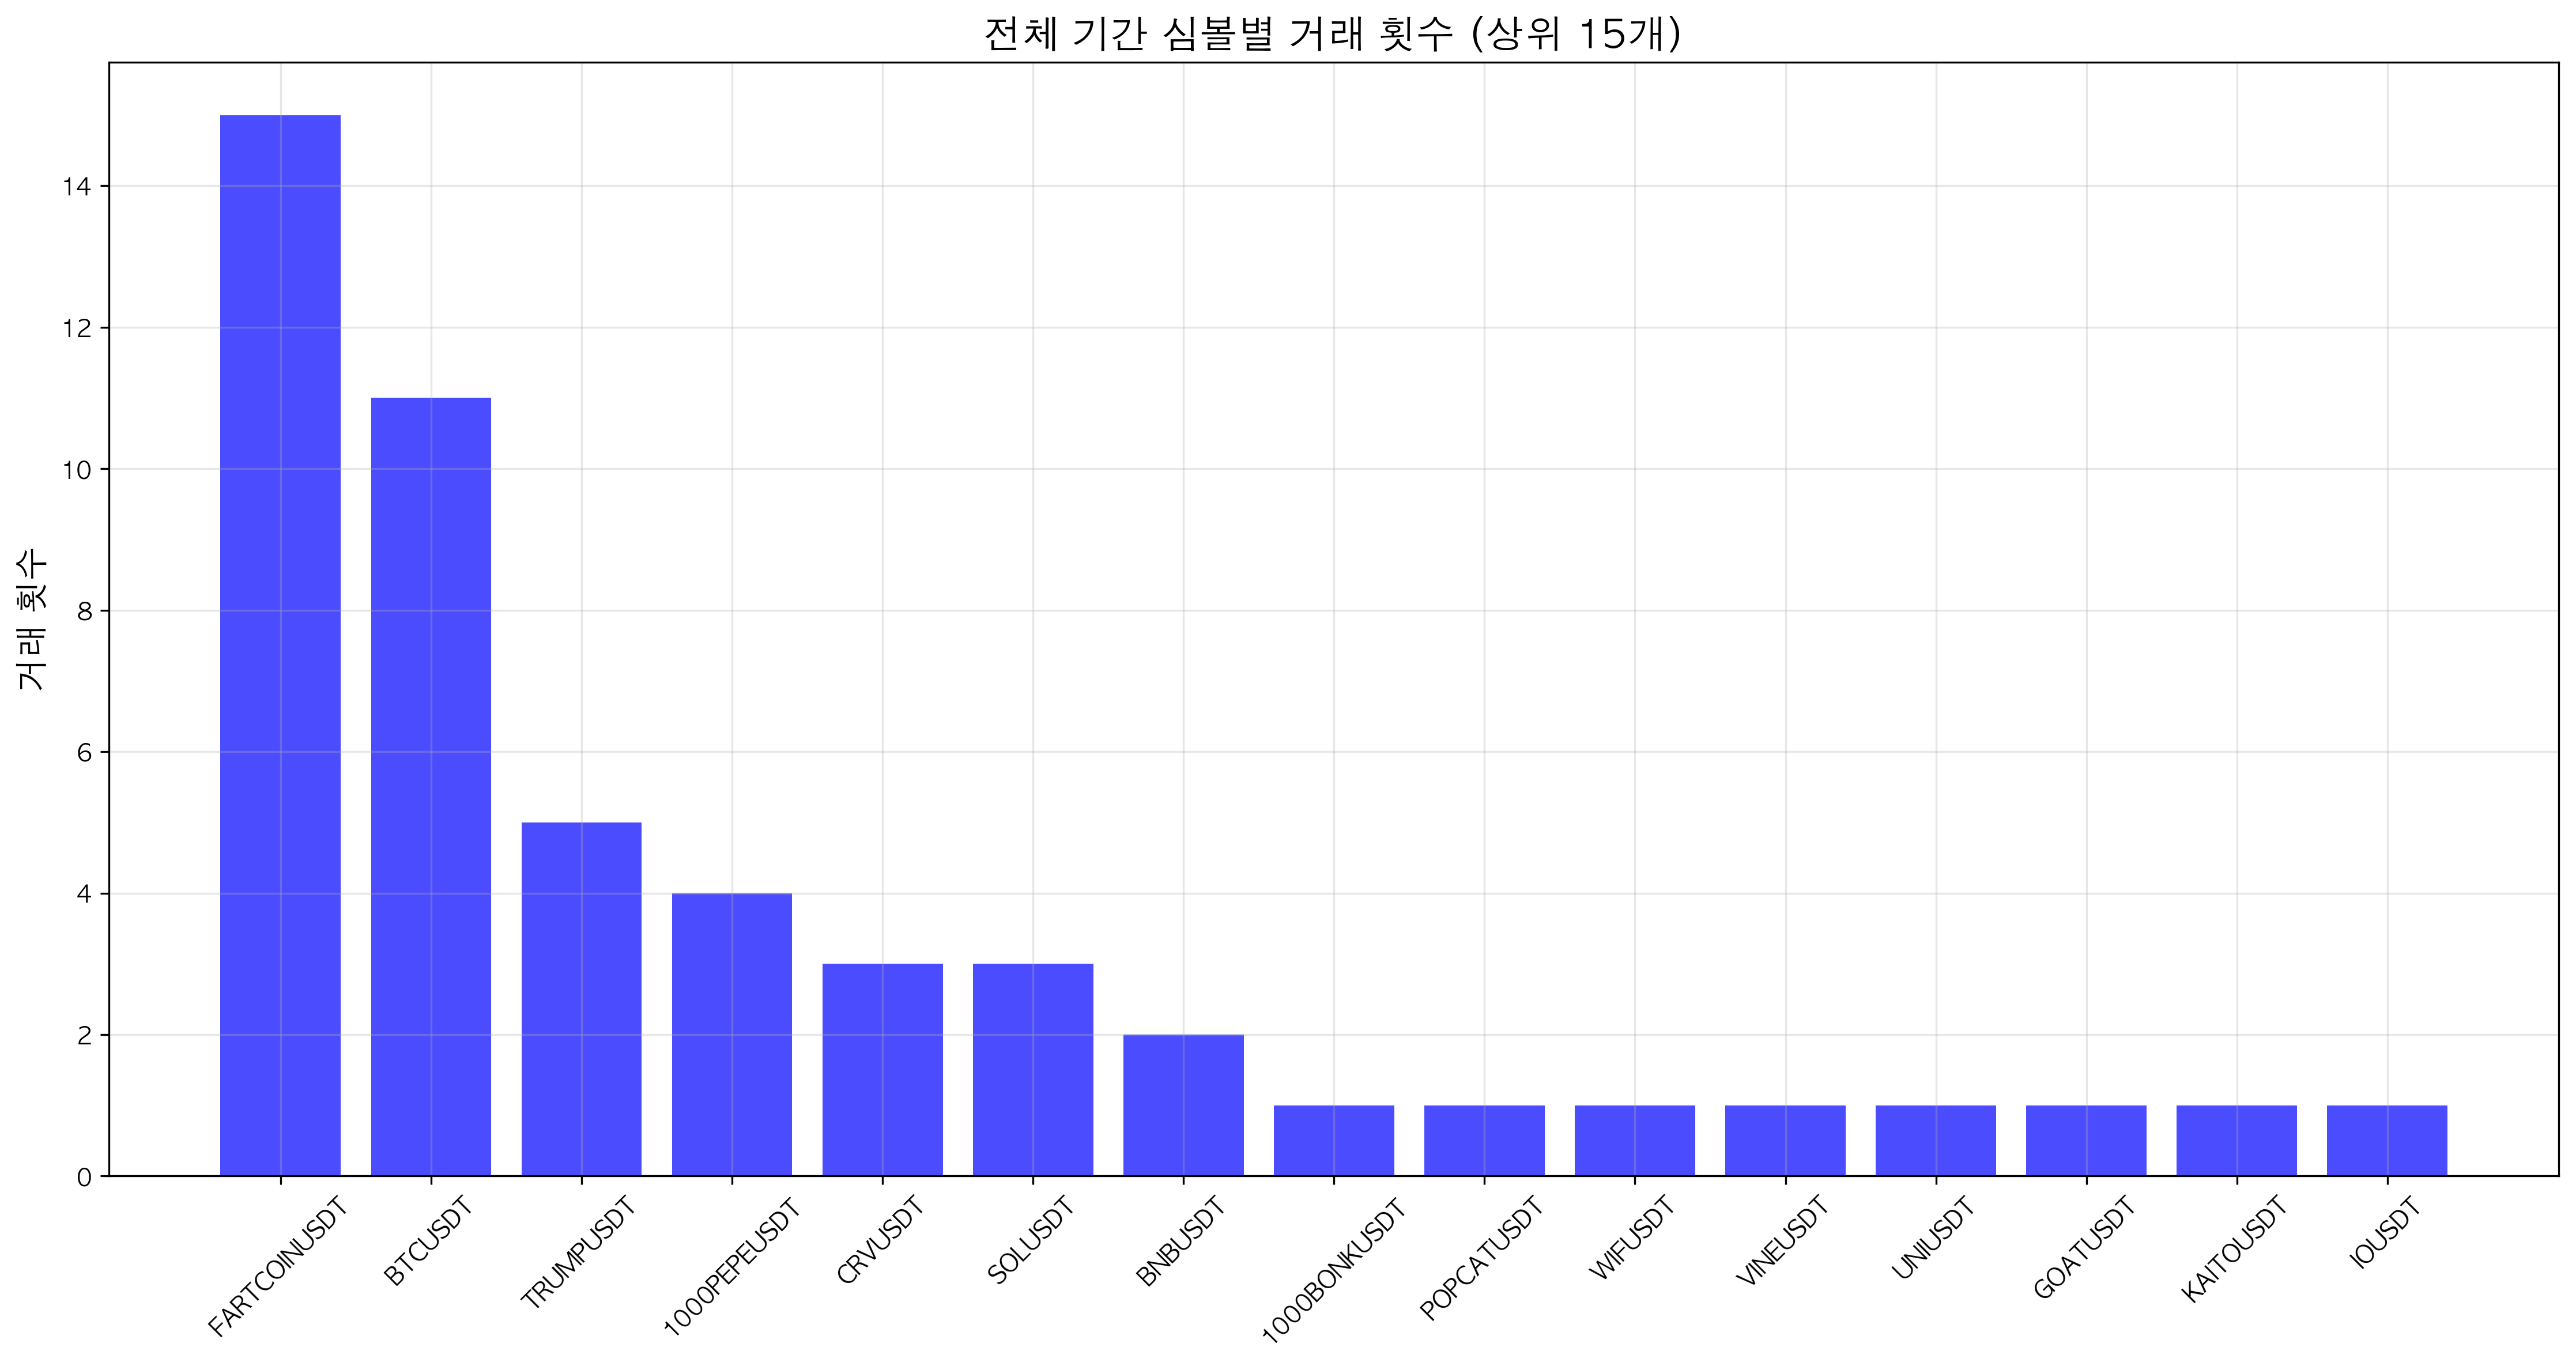 전체 기간 심볼별 거래 횟수 (상위 15개)
거래 횟수
14
12
10
8
6
4
2
0
FARTCOINUSDT
BTCUSDT
TRUMPUSDT
1000PEPEUSDT
CRVUSDT
SOLUSDT
BNBUSDT
1000BONKUSDT
POPCATUSDT
WIFUSDT
VINEUSDT
UNIUSDT
GOATUSDT
KAITOUSDT
IOUSDT